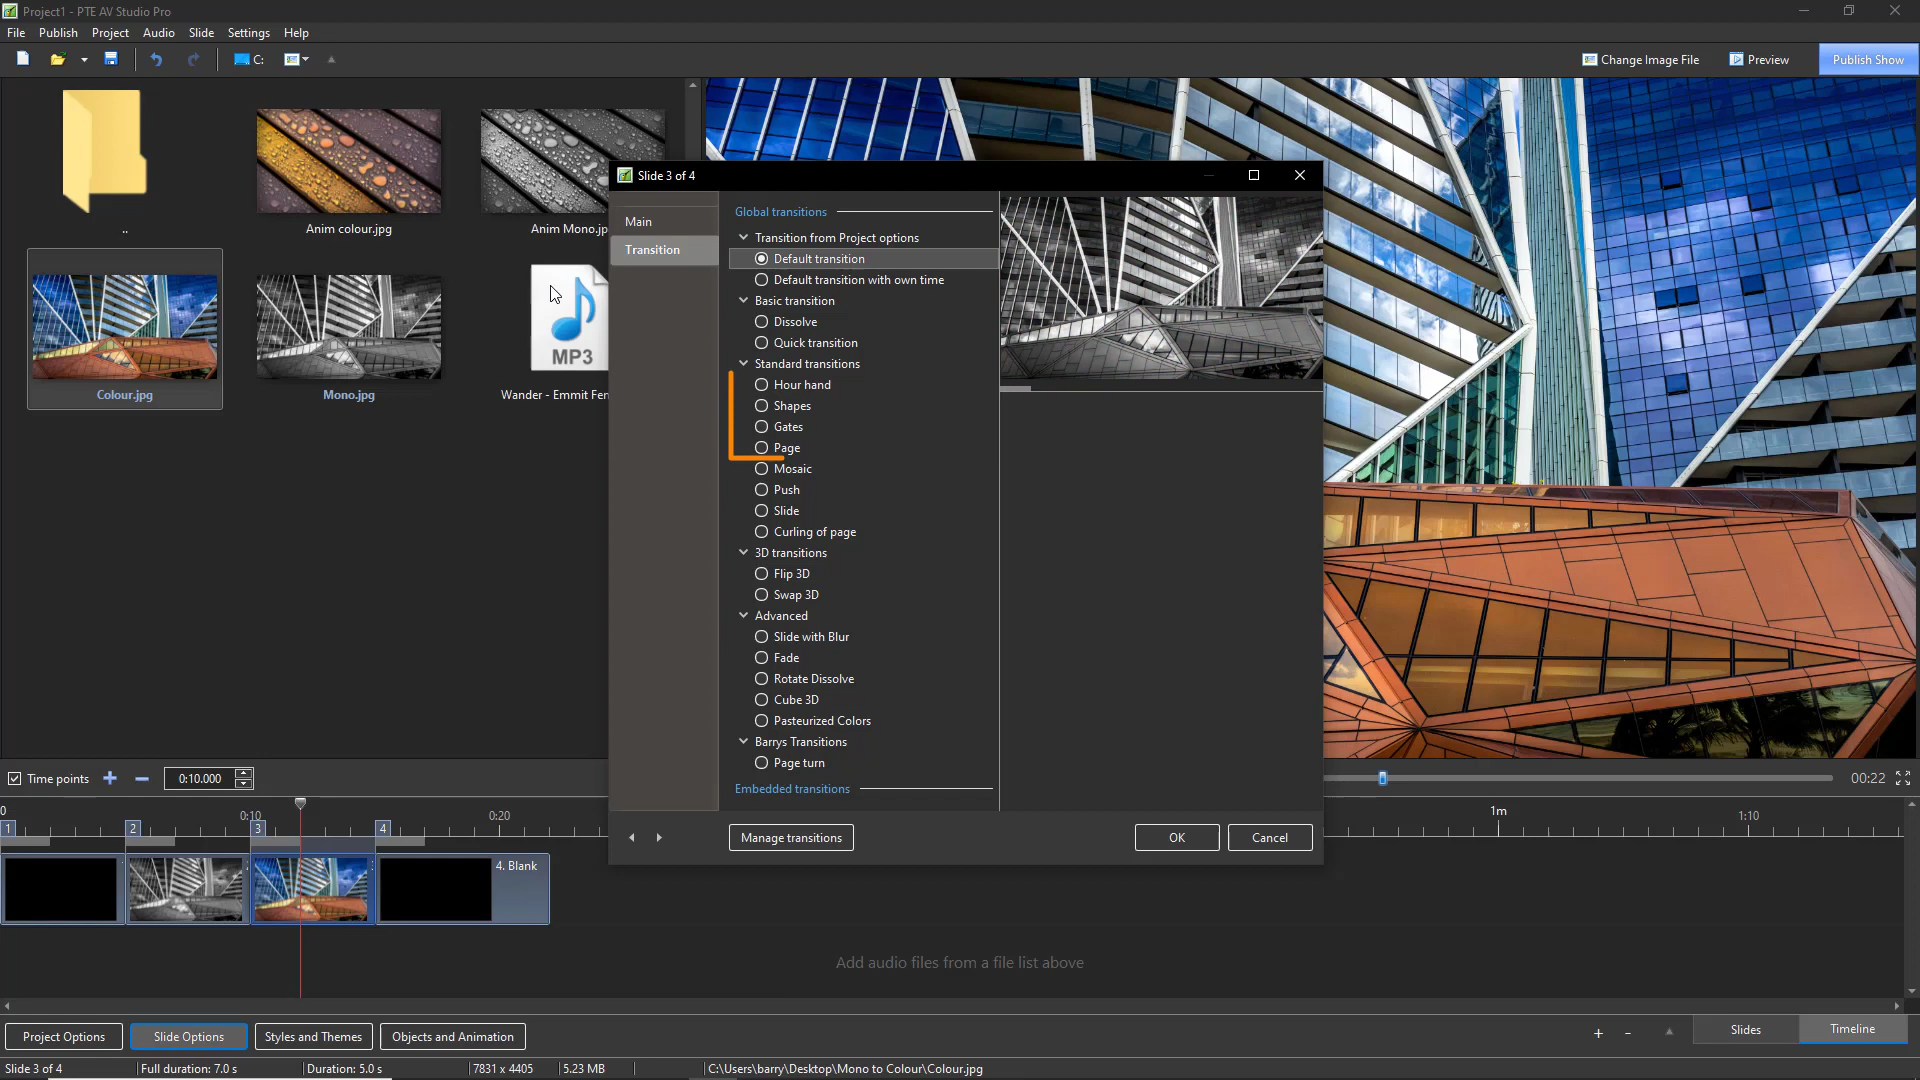 Project1 - PTE AV Studio Pro
File Publish Project Audio Slide Settings Help
C:
Change Image File Preview Publish Show
..
Anim colour.jpg
Anim Mono.jp
Colour.jpg
Mono.jpg
MP3
Wander - Emmit Fen
Slide 3 of 4
Main
Transition
Global transitions
Transition from Project options
Default transition
Default transition with own time
Basic transition
Dissolve
Quick transition
Standard transitions
Hour hand
Shapes
Gates
Page
Mosaic
Push
Slide
Curling of page
3D transitions
Flip 3D
Swap 3D
Advanced
Slide with Blur
Fade
Rotate Dissolve
Cube 3D
Pasteurized Colors
Barrys Transitions
Page turn
Embedded transitions
Manage transitions
OK
Cancel
Time points
0:10.000
00:22
0 0:10 0:20 1m 1:10
1 2 3 4
4. Blank
Add audio files from a file list above
Project Options Slide Options Styles and Themes Objects and Animation
+ - Slides Timeline
Slide 3 of 4 Full duration: 7.0 s Duration: 5.0 s 7831 x 4405 5.23 MB C:\Users\barry\Desktop\Mono to Colour\Colour.jpg